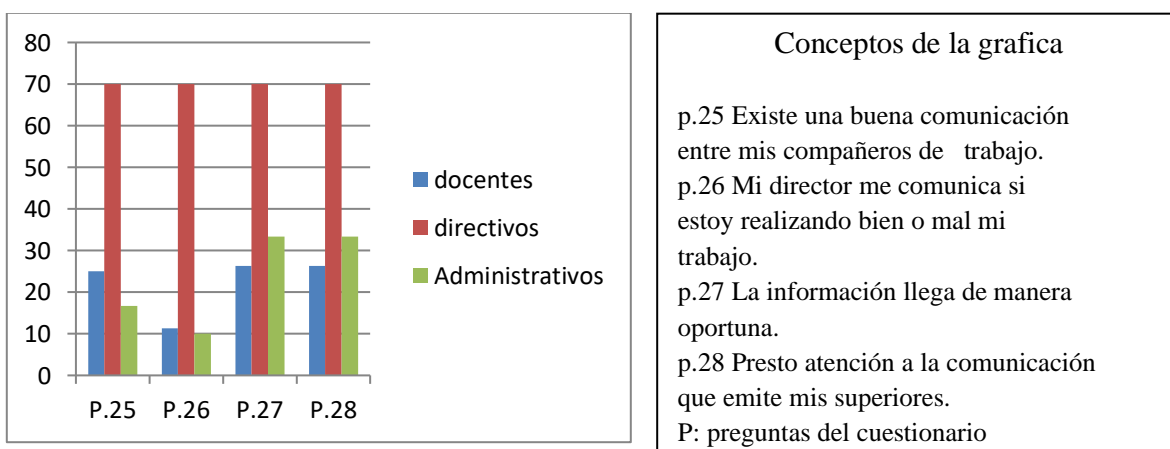 80
70
60
50
40
30
20
10
0
P.25 P.26 P.27 P.28
docentes
directivos
Administrativos
Conceptos de la grafica
p.25 Existe una buena comunicación
entre mis compañeros de trabajo.
p.26 Mi director me comunica si
estoy realizando bien o mal mi
trabajo.
p.27 La información llega de manera
oportuna.
p.28 Presto atención a la comunicación
que emite mis superiores.
P: preguntas del cuestionario